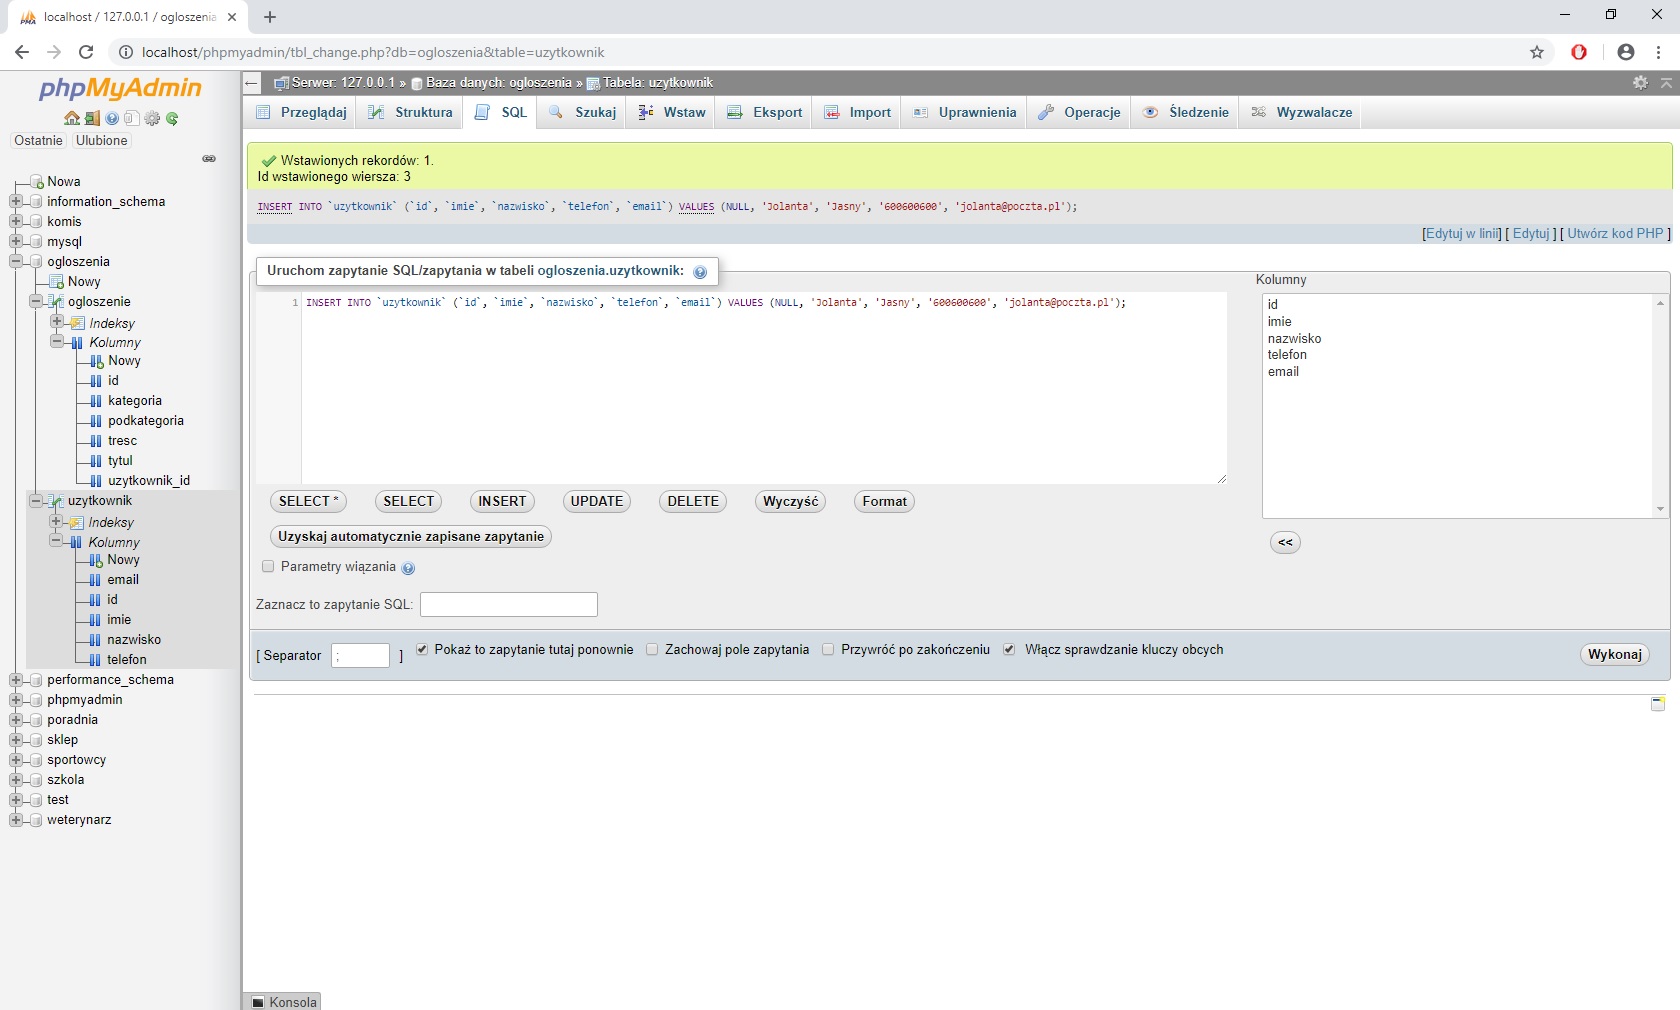 localhost / 127.0.0.1 / ogloszenia
localhost/phpmyadmin/tbl_change.php?db=ogloszenia&table=uzytkownik
phpMyAdmin
Ostatnie Ulubione
Nowa
information_schema
komis
mysql
ogloszenia
Nowy
ogloszenie
Indeksy
Kolumny
Nowy
id
kategoria
podkategoria
tresc
tytul
uzytkownik_id
uzytkownik
Indeksy
Kolumny
Nowy
email
id
imie
nazwisko
telefon
performance_schema
phpmyadmin
poradnia
sklep
sportowcy
szkola
test
weterynarz
Serwer: 127.0.0.1 » Baza danych: ogloszenia » Tabela: uzytkownik
Przeglądaj Struktura SQL Szukaj Wstaw Eksport Import Uprawnienia Operacje Śledzenie Wyzwalacze
Wstawionych rekordów: 1.
Id wstawionego wiersza: 3
INSERT INTO `uzytkownik` (`id`, `imie`, `nazwisko`, `telefon`, `email`) VALUES (NULL, 'Jolanta', 'Jasny', '600600600', 'jolanta@poczta.pl');
[Edytuj w linii] [ Edytuj ] [ Utwórz kod PHP ]
Uruchom zapytanie SQL/zapytania w tabeli ogloszenia.uzytkownik:
1 INSERT INTO `uzytkownik` (`id`, `imie`, `nazwisko`, `telefon`, `email`) VALUES (NULL, 'Jolanta', 'Jasny', '600600600', 'jolanta@poczta.pl');
Kolumny
id
imie
nazwisko
telefon
email
<<
SELECT * SELECT INSERT UPDATE DELETE Wyczyść Format
Uzyskaj automatycznie zapisane zapytanie
Parametry wiązania
Zaznacz to zapytanie SQL:
[ Separator ; ] Pokaż to zapytanie tutaj ponownie Zachowaj pole zapytania Przywróć po zakończeniu Włącz sprawdzanie kluczy obcych Wykonaj
Konsola